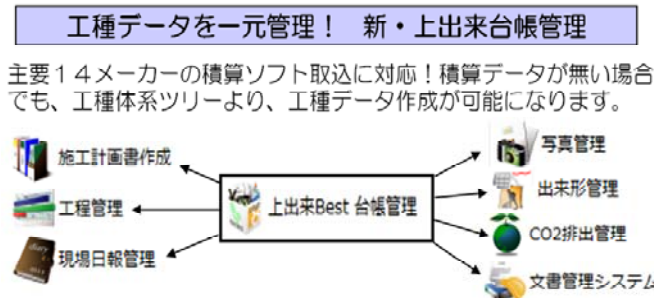 工種データを一元管理！　新・上出来台帳管理
主要１４メーカーの積算ソフト取込に対応！積算データが無い場合
でも、工種体系ツリーより、工種データ作成が可能になります。
施工計画書作成
写真管理
出来形管理
工程管理
上出来Best 台帳管理
CO2排出管理
現場日報管理
文書管理システム